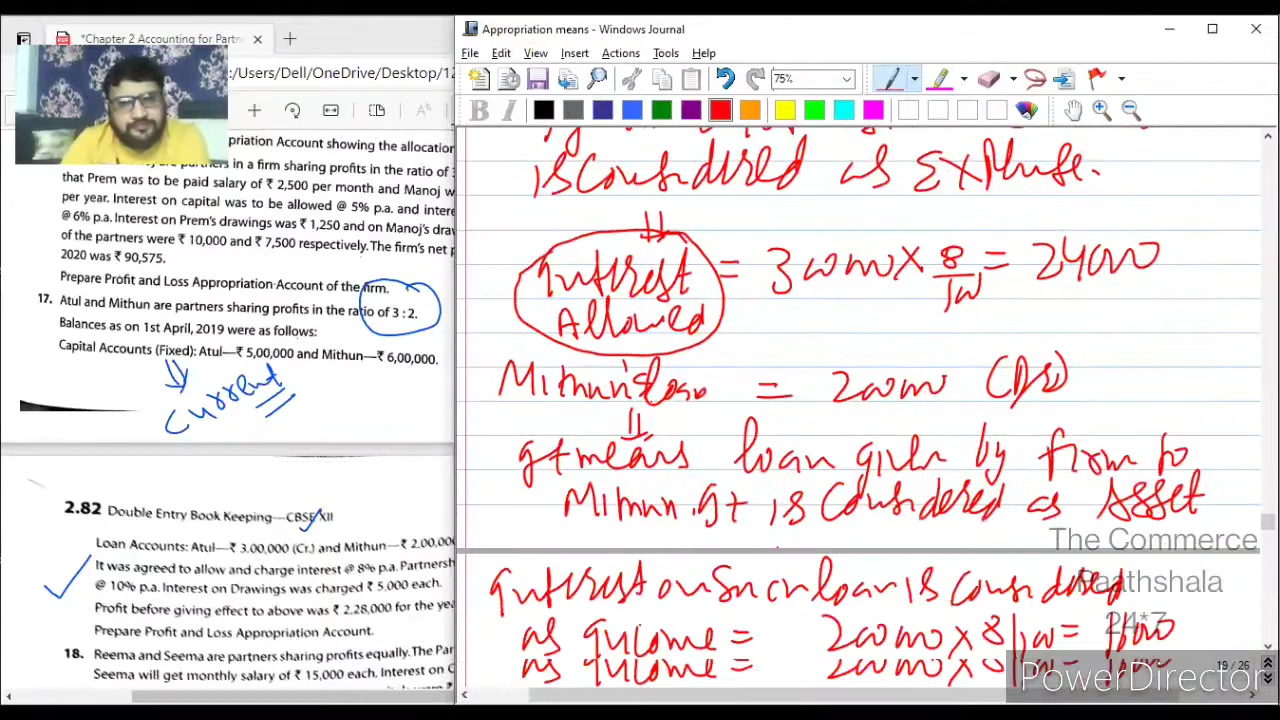 *Chapter 2 Accounting for Partn
:/Users/Dell/OneDrive/Desktop/12
priation Account showing the allocation
partners in a firm sharing profits in the ratio of 3
that Prem was to be paid salary of ₹ 2,500 per month and Manoj w
per year. Interest on capital was to be allowed @ 5% p.a. and intere
@ 6% p.a. Interest on Prem's drawings was ₹ 1,250 and on Manoj's draw
of the partners were ₹ 10,000 and ₹ 7,500 respectively. The firm's net p
2020 was ₹ 90,575.
Prepare Profit and Loss Appropriation Account of the firm.
17. Atul and Mithun are partners sharing profits in the ratio of 3 : 2.
Balances as on 1st April, 2019 were as follows:
Capital Accounts (Fixed): Atul—₹ 5,00,000 and Mithun—₹ 6,00,000.
Current
2.82 Double Entry Book Keeping—CBSE XII
Loan Accounts: Atul—₹ 3,00,000 (Cr.) and Mithun—₹ 2,00,00
It was agreed to allow and charge interest @ 8% p.a. Partnersh
@ 10% p.a. Interest on Drawings was charged ₹ 5,000 each.
Profit before giving effect to above was ₹ 2,28,000 for the yea
Prepare Profit and Loss Appropriation Account.
18. Reema and Seema are partners sharing profits equally. The Par
Seema will get monthly salary of ₹ 15,000 each. Interest on C
Appropriation means - Windows Journal
File Edit View Insert Actions Tools Help
75%
B I
is Considered as Expense.
Interest = 300000 × 8/100 = 24000
Allowed
Mithun's loan = 200000 (Dr)
It means loan given by firm to
Mithun. It is Considered as Asset
Interest on Such loan is Considered
as Income = 200000 × 8/100 = 16000
The Commerce
Paathshala
24*7
19 / 26
PowerDirector